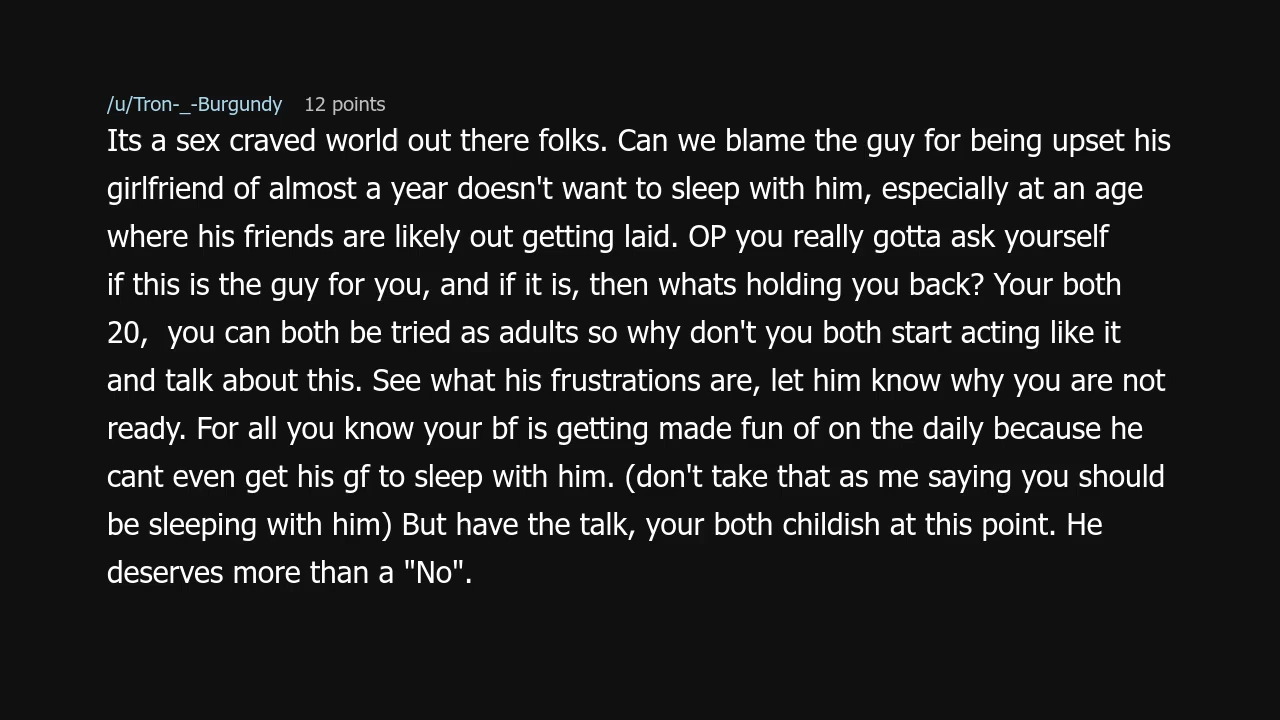 /u/Tron-_-Burgundy 12 points
Its a sex craved world out there folks. Can we blame the guy for being upset his
girlfriend of almost a year doesn't want to sleep with him, especially at an age
where his friends are likely out getting laid. OP you really gotta ask yourself
if this is the guy for you, and if it is, then whats holding you back? Your both
20,  you can both be tried as adults so why don't you both start acting like it
and talk about this. See what his frustrations are, let him know why you are not
ready. For all you know your bf is getting made fun of on the daily because he
cant even get his gf to sleep with him. (don't take that as me saying you should
be sleeping with him) But have the talk, your both childish at this point. He
deserves more than a "No".